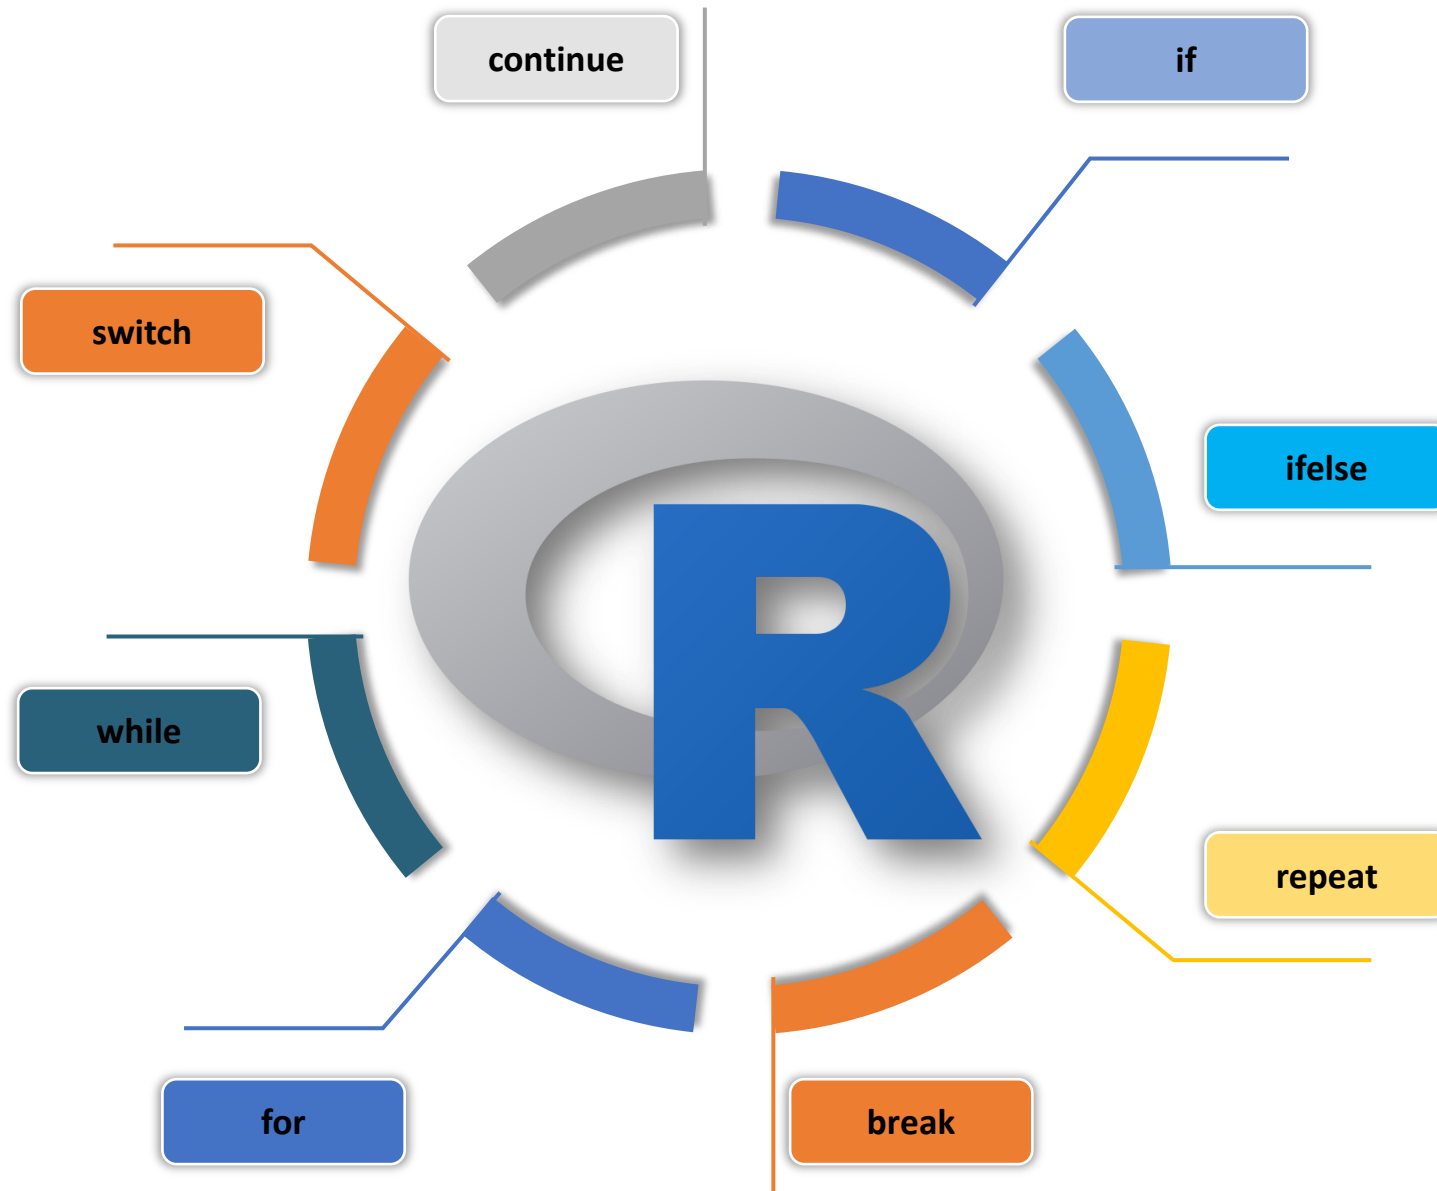 continue
if
switch
ifelse
R
while
repeat
for
break